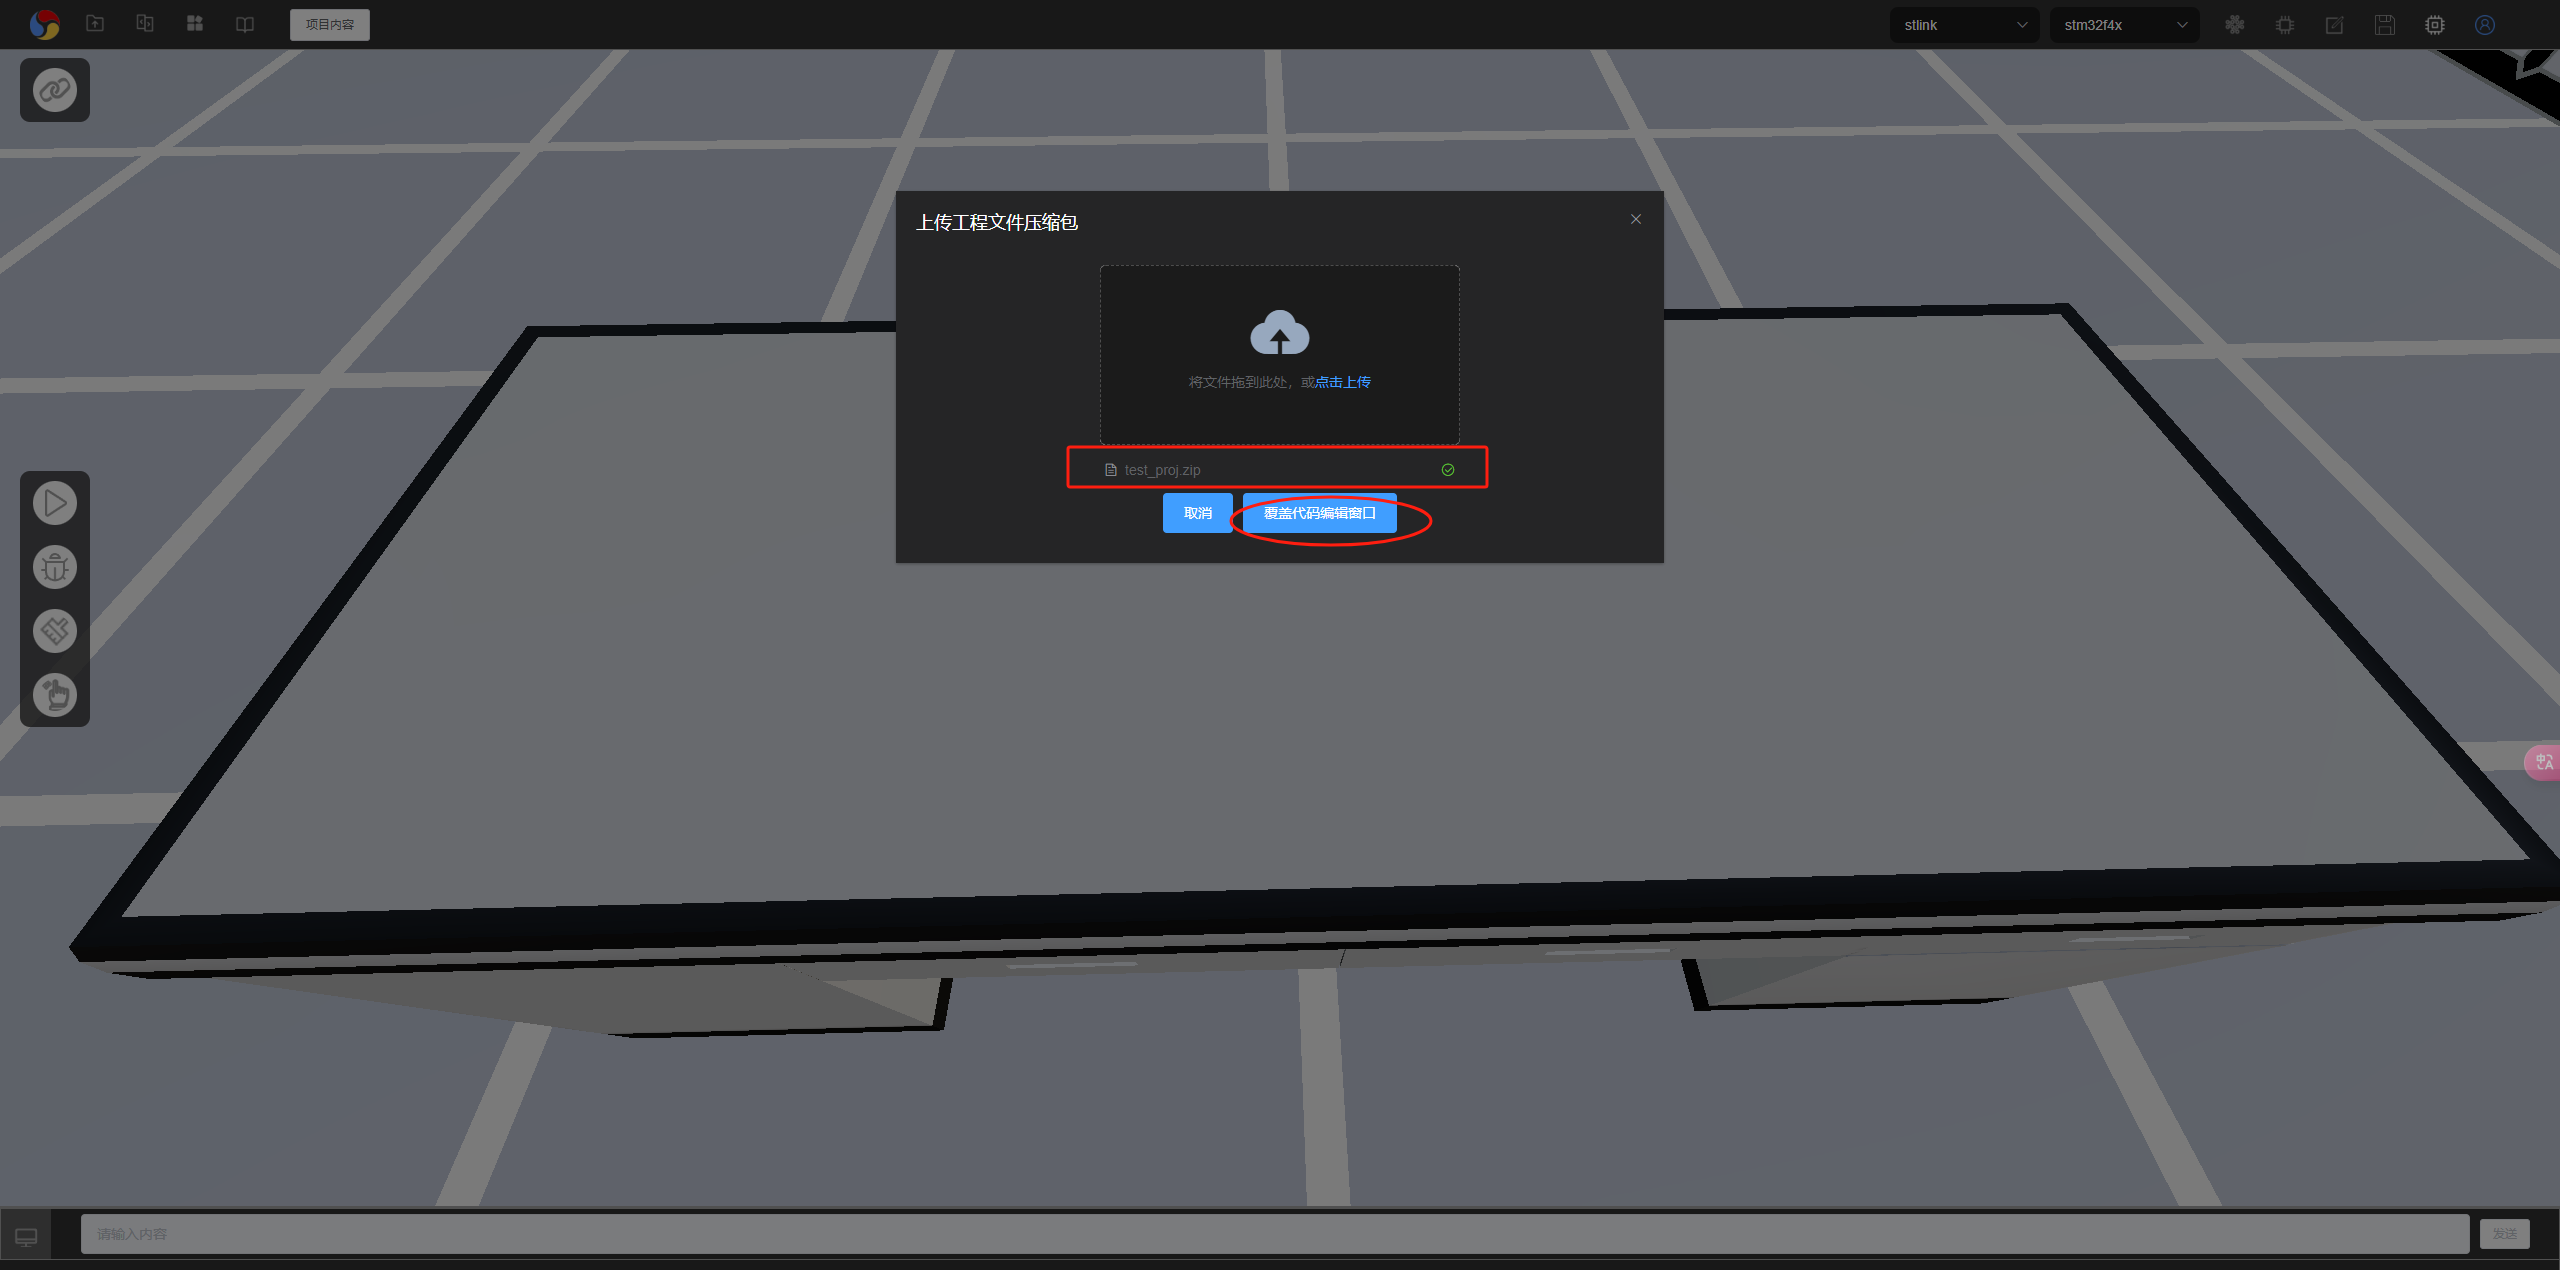 项目内容
stlink
stm32f4x
上传工程文件压缩包
将文件拖到此处，或点击上传
test_proj.zip
取消
覆盖代码编辑窗口
中A
请输入内容
发送